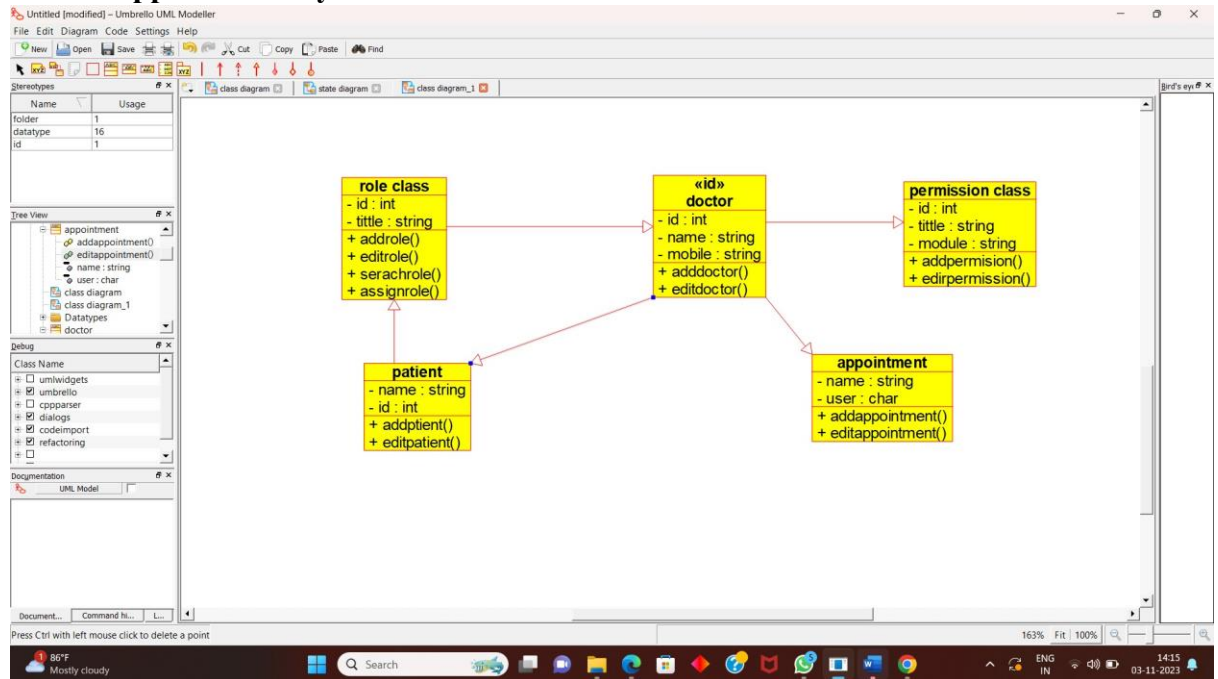 Untitled [modified] – Umbrello UML Modeller
File Edit Diagram Code Settings Help
New Open Save Cut Copy Paste Find
Stereotypes
Name Usage
folder 1
datatype 16
id 1
Tree View
appointment
addappointment()
editappointment()
name : string
user : char
class diagram
class diagram_1
Datatypes
doctor
Debug
Class Name
umlwidgets
umbrello
cppparser
dialogs
codeimport
refactoring
Documentation
UML Model
Document... Command hi... L...
Press Ctrl with left mouse click to delete a point
class diagram state diagram class diagram_1
Bird's eye
role class
- id : int
- tittle : string
+ addrole()
+ editrole()
+ serachrole()
+ assignrole()
«id»
doctor
- id : int
- name : string
- mobile : string
+ adddoctor()
+ editdoctor()
permission class
- id : int
- tittle : string
- module : string
+ addpermision()
+ edirpermission()
patient
- name : string
- id : int
+ addptient()
+ editpatient()
appointment
- name : string
- user : char
+ addappointment()
+ editappointment()
163% Fit 100%
1 86°F
Mostly cloudy
Search
ENG
IN
14:15
03-11-2023